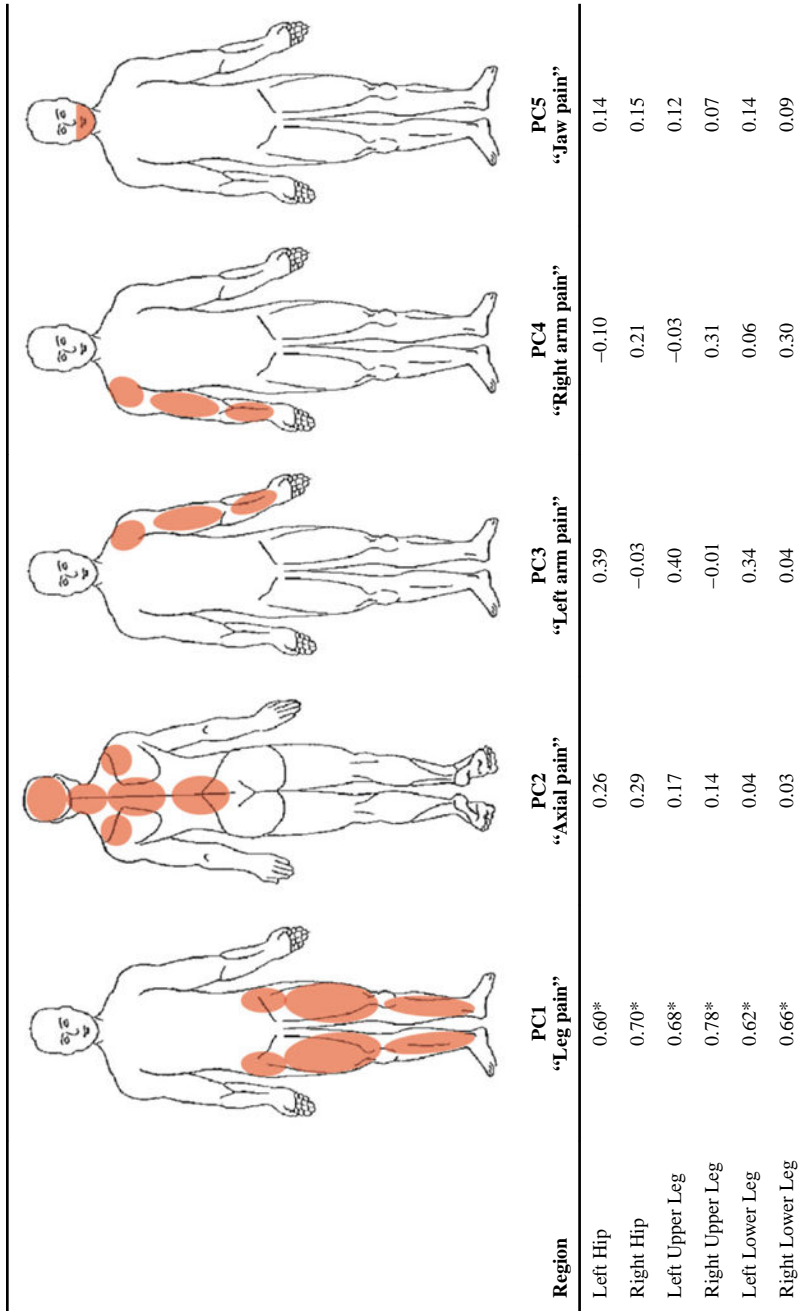 Region PC1 PC2 PC3 PC4 PC5
“Leg pain” “Axial pain” “Left arm pain” “Right arm pain” “Jaw pain”
Left Hip 0.60* 0.26 0.39 −0.10 0.14
Right Hip 0.70* 0.29 −0.03 0.21 0.15
Left Upper Leg 0.68* 0.17 0.40 −0.03 0.12
Right Upper Leg 0.78* 0.14 −0.01 0.31 0.07
Left Lower Leg 0.62* 0.04 0.34 0.06 0.14
Right Lower Leg 0.66* 0.03 0.04 0.30 0.09